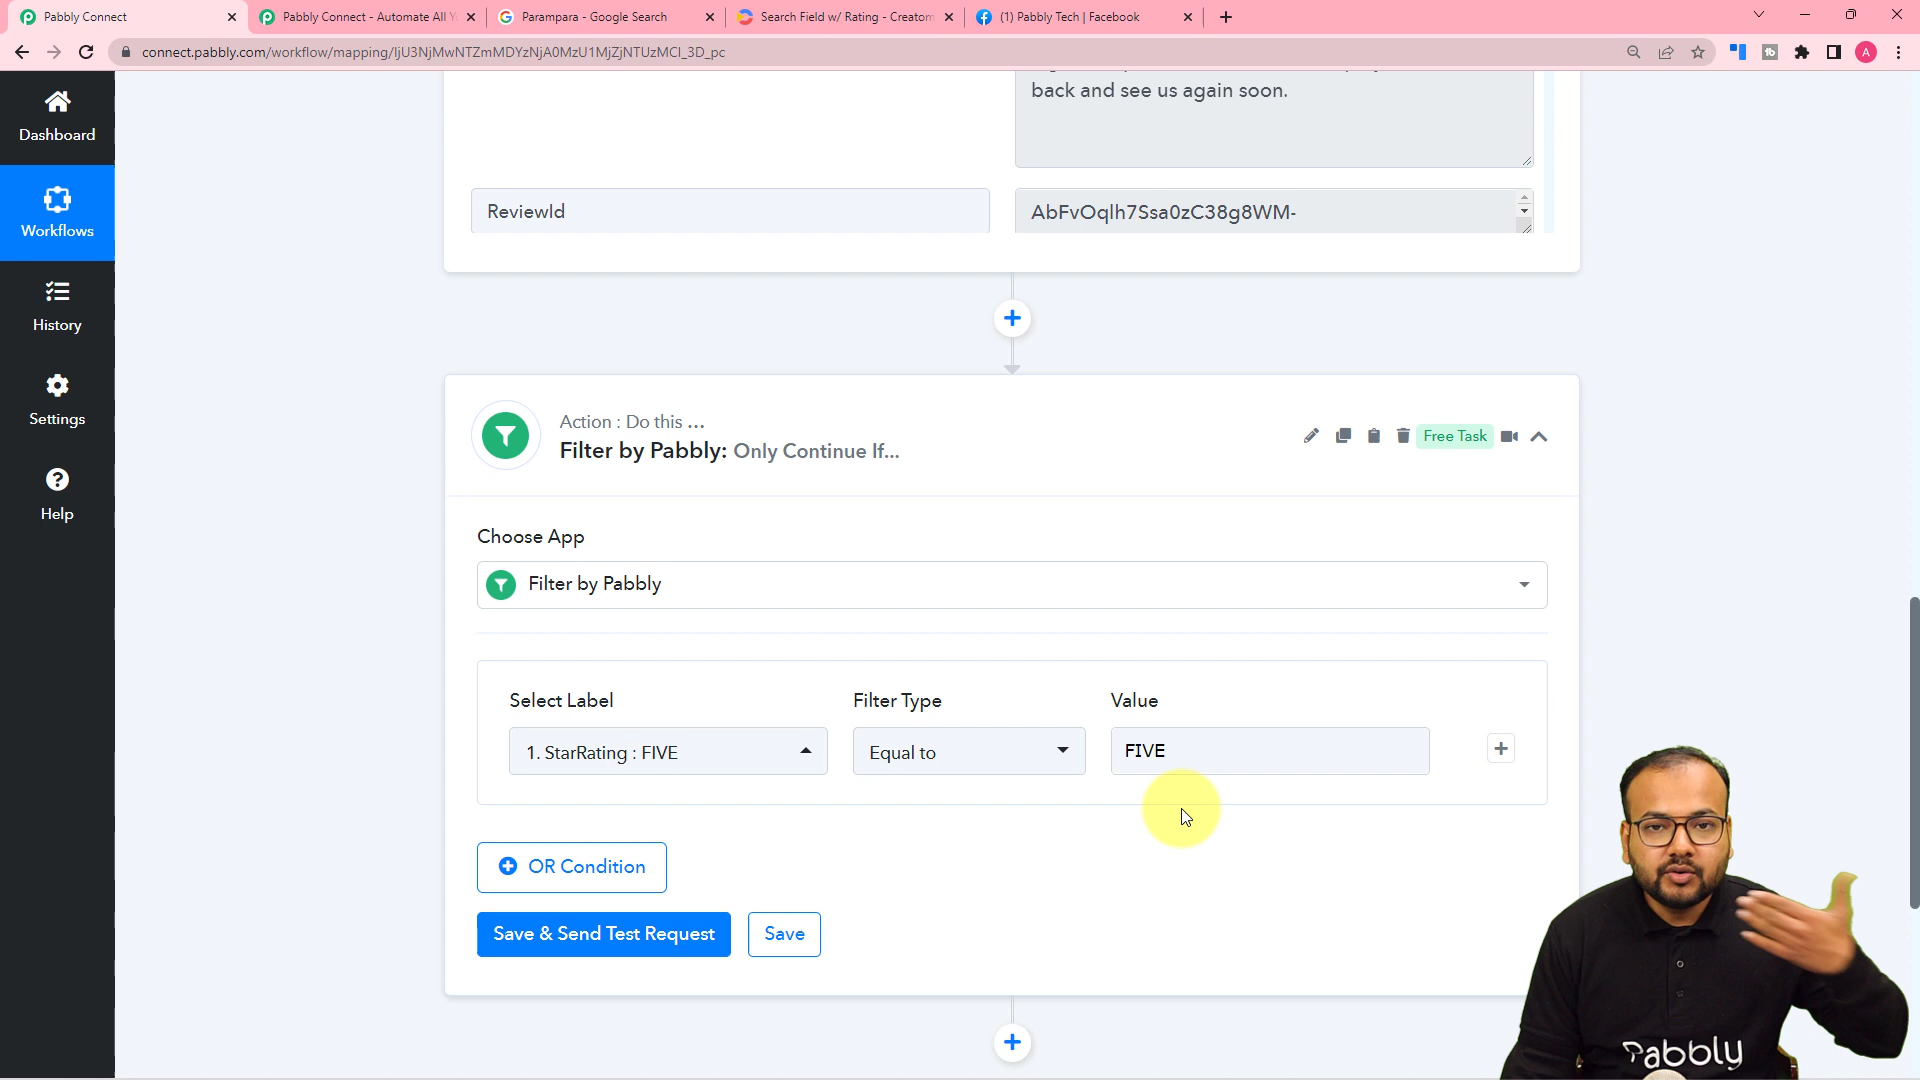 Pabbly Connect
Pabbly Connect - Automate All Y
Parampara - Google Search
Search Field w/ Rating - Creatom
(1) Pabbly Tech | Facebook
connect.pabbly.com/workflow/mapping/IjU3NjMwNTZmMDYzNjA0MzU1MjZjNTUzMCI_3D_pc
A
Dashboard
Workflows
History
Settings
Help
back and see us again soon.
ReviewId
AbFvOqlh7Ssa0zC38g8WM-
Action : Do this ...
Filter by Pabbly: Only Continue If...
Free Task
Choose App
Filter by Pabbly
Select Label
Filter Type
Value
1. StarRating : FIVE
Equal to
FIVE
OR Condition
Save & Send Test Request
Save
Pabbly